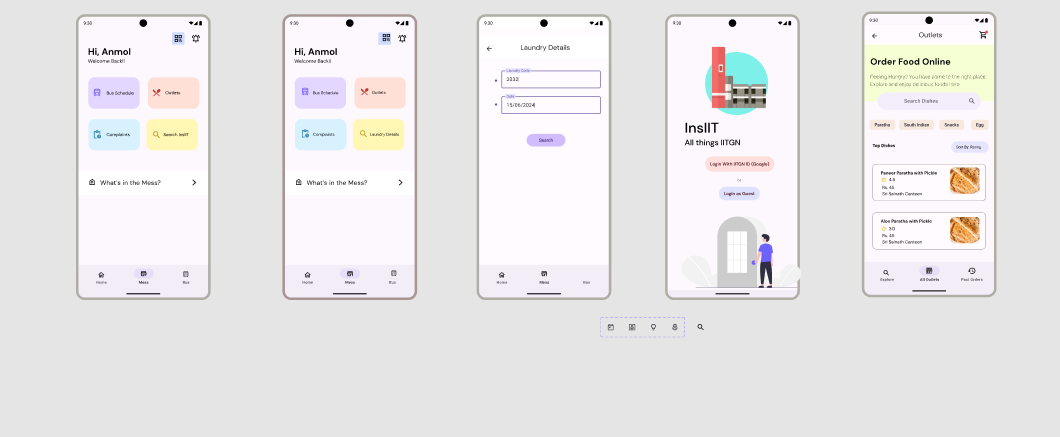 9:30
Hi, Anmol
Welcome Back!!
Bus Schedule
Outlets
Complaints
Search InsIIT
What's in the Mess?
Home
Mess
Bus
9:30
Hi, Anmol
Welcome Back!!
Bus Schedule
Outlets
Complaints
Laundry Details
What's in the Mess?
Home
Mess
Bus
9:30
Laundry Details
Laundry Code
2032
Date
15/06/2024
Search
Home
Mess
Bus
9:30
InsIIT
All things IITGN
Login With IITGN ID (Google)
or
Login as Guest
9:30
Outlets
Order Food Online
Feeling Hungry? You have come to the right place.
Explore and enjoy delicious foods here
Search Dishes
Paratha
South Indian
Snacks
Egg
Top Dishes
Sort By: Rating
Paneer Paratha with Pickle
4.6
Rs. 45
Sri Sainath Canteen
Aloo Paratha with Pickle
3.0
Rs. 40
Sri Sainath Canteen
Explore
All Outlets
Past Orders